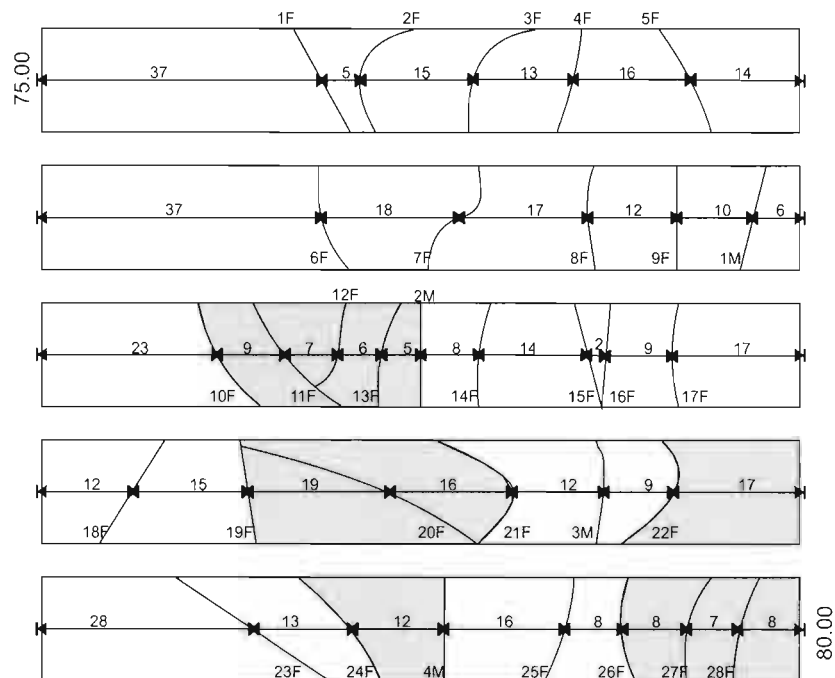 1F 2F 3F 4F 5F
75.00
37 5 15 13 16 14
37 18 17 12 10 6
6F 7F 8F 9F 1M
12F 2M
23 9 7 6 5 8 14 2 9 17
10F 11F 13F 14F 15F 16F 17F
12 15 19 16 12 9 17
18F 19F 20F 21F 3M 22F
28 13 12 16 8 8 7 8
80.00
23F 24F 4M 25F 26F 27F 28F